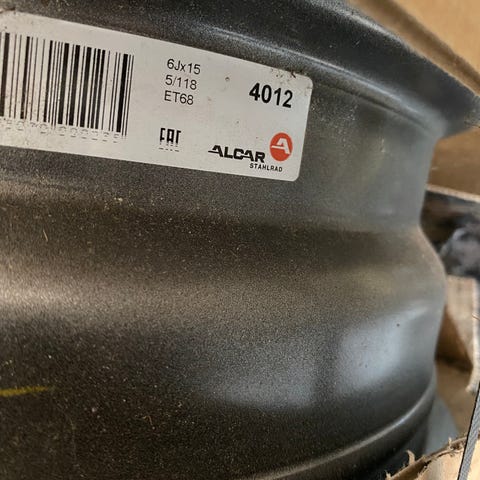 6Jx15
5/118
ET68
4012
EAC
ALCAR
STAHLRAD